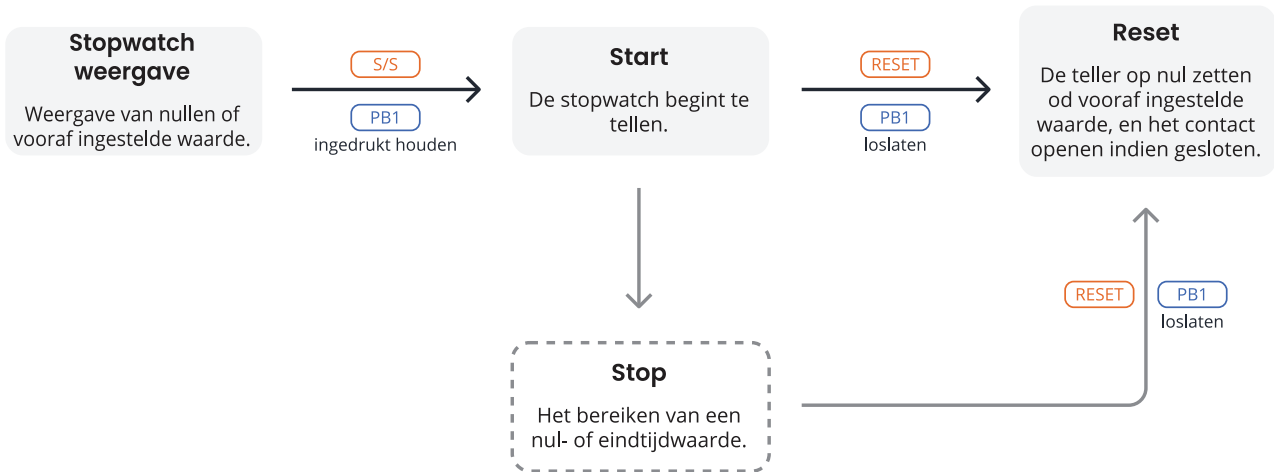 Stopwatch
weergave
Weergave van nullen of
vooraf ingestelde waarde.
S/S
PB1
ingedrukt houden
Start
De stopwatch begint te
tellen.
RESET
PB1
loslaten
Reset
De teller op nul zetten
od vooraf ingestelde
waarde, en het contact
openen indien gesloten.
RESET
PB1
loslaten
Stop
Het bereiken van een
nul- of eindtijdwaarde.